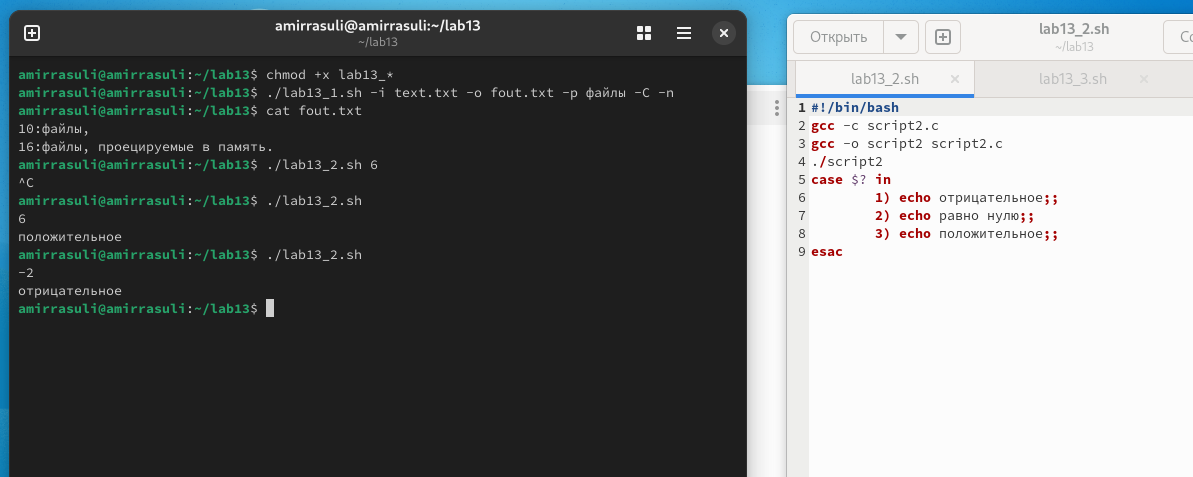 amirrasuli@amirrasuli:~/lab13
~/lab13
amirrasuli@amirrasuli:~/lab13$ chmod +x lab13_*
amirrasuli@amirrasuli:~/lab13$ ./lab13_1.sh -i text.txt -o fout.txt -p файлы -C -n
amirrasuli@amirrasuli:~/lab13$ cat fout.txt
10:файлы,
16:файлы, проецируемые в память.
amirrasuli@amirrasuli:~/lab13$ ./lab13_2.sh 6
^C
amirrasuli@amirrasuli:~/lab13$ ./lab13_2.sh
6
положительное
amirrasuli@amirrasuli:~/lab13$ ./lab13_2.sh
-2
отрицательное
amirrasuli@amirrasuli:~/lab13$
Открыть
lab13_2.sh
~/lab13
Со
lab13_2.sh
lab13_3.sh
1 #!/bin/bash
2 gcc -c script2.c
3 gcc -o script2 script2.c
4 ./script2
5 case $? in
6 1) echo отрицательное;;
7 2) echo равно нулю;;
8 3) echo положительное;;
9 esac